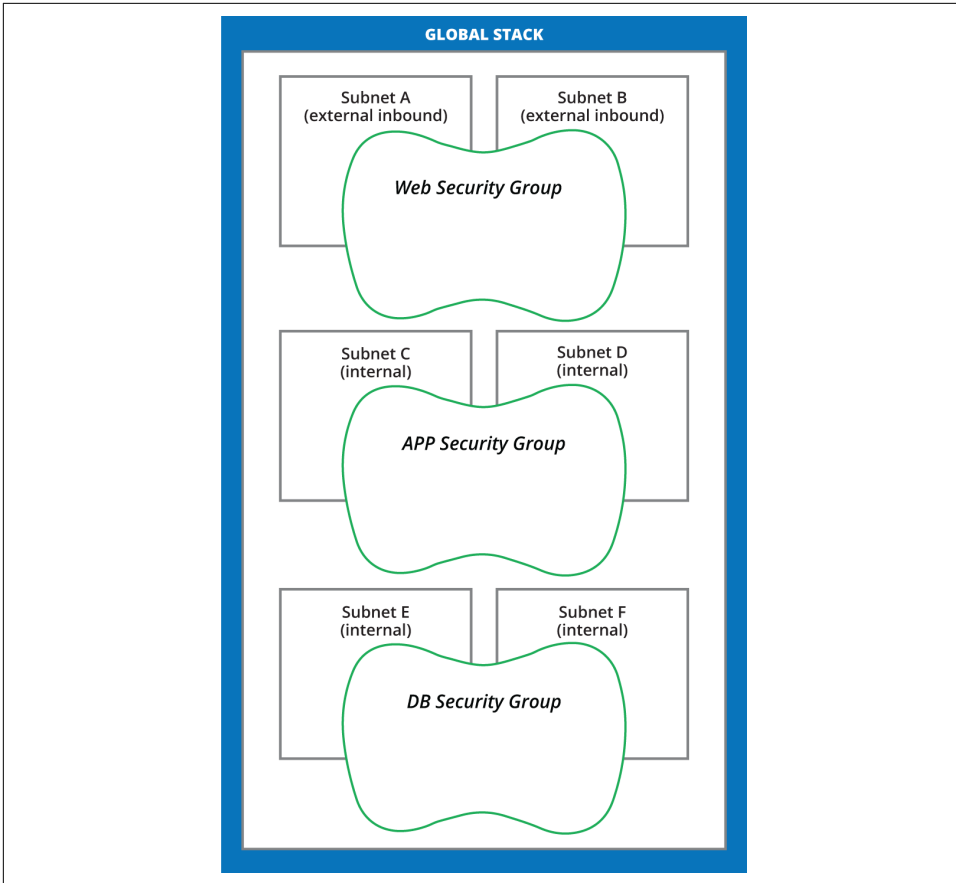 GLOBAL STACK
Subnet A
(external inbound)
Subnet B
(external inbound)
Web Security Group
Subnet C
(internal)
Subnet D
(internal)
APP Security Group
Subnet E
(internal)
Subnet F
(internal)
DB Security Group